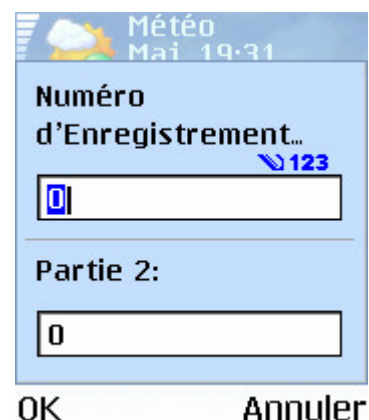 Météo
Mai 19:31
Numéro
d'Enregistrement…
123
0
Partie 2:
0
OK Annuler